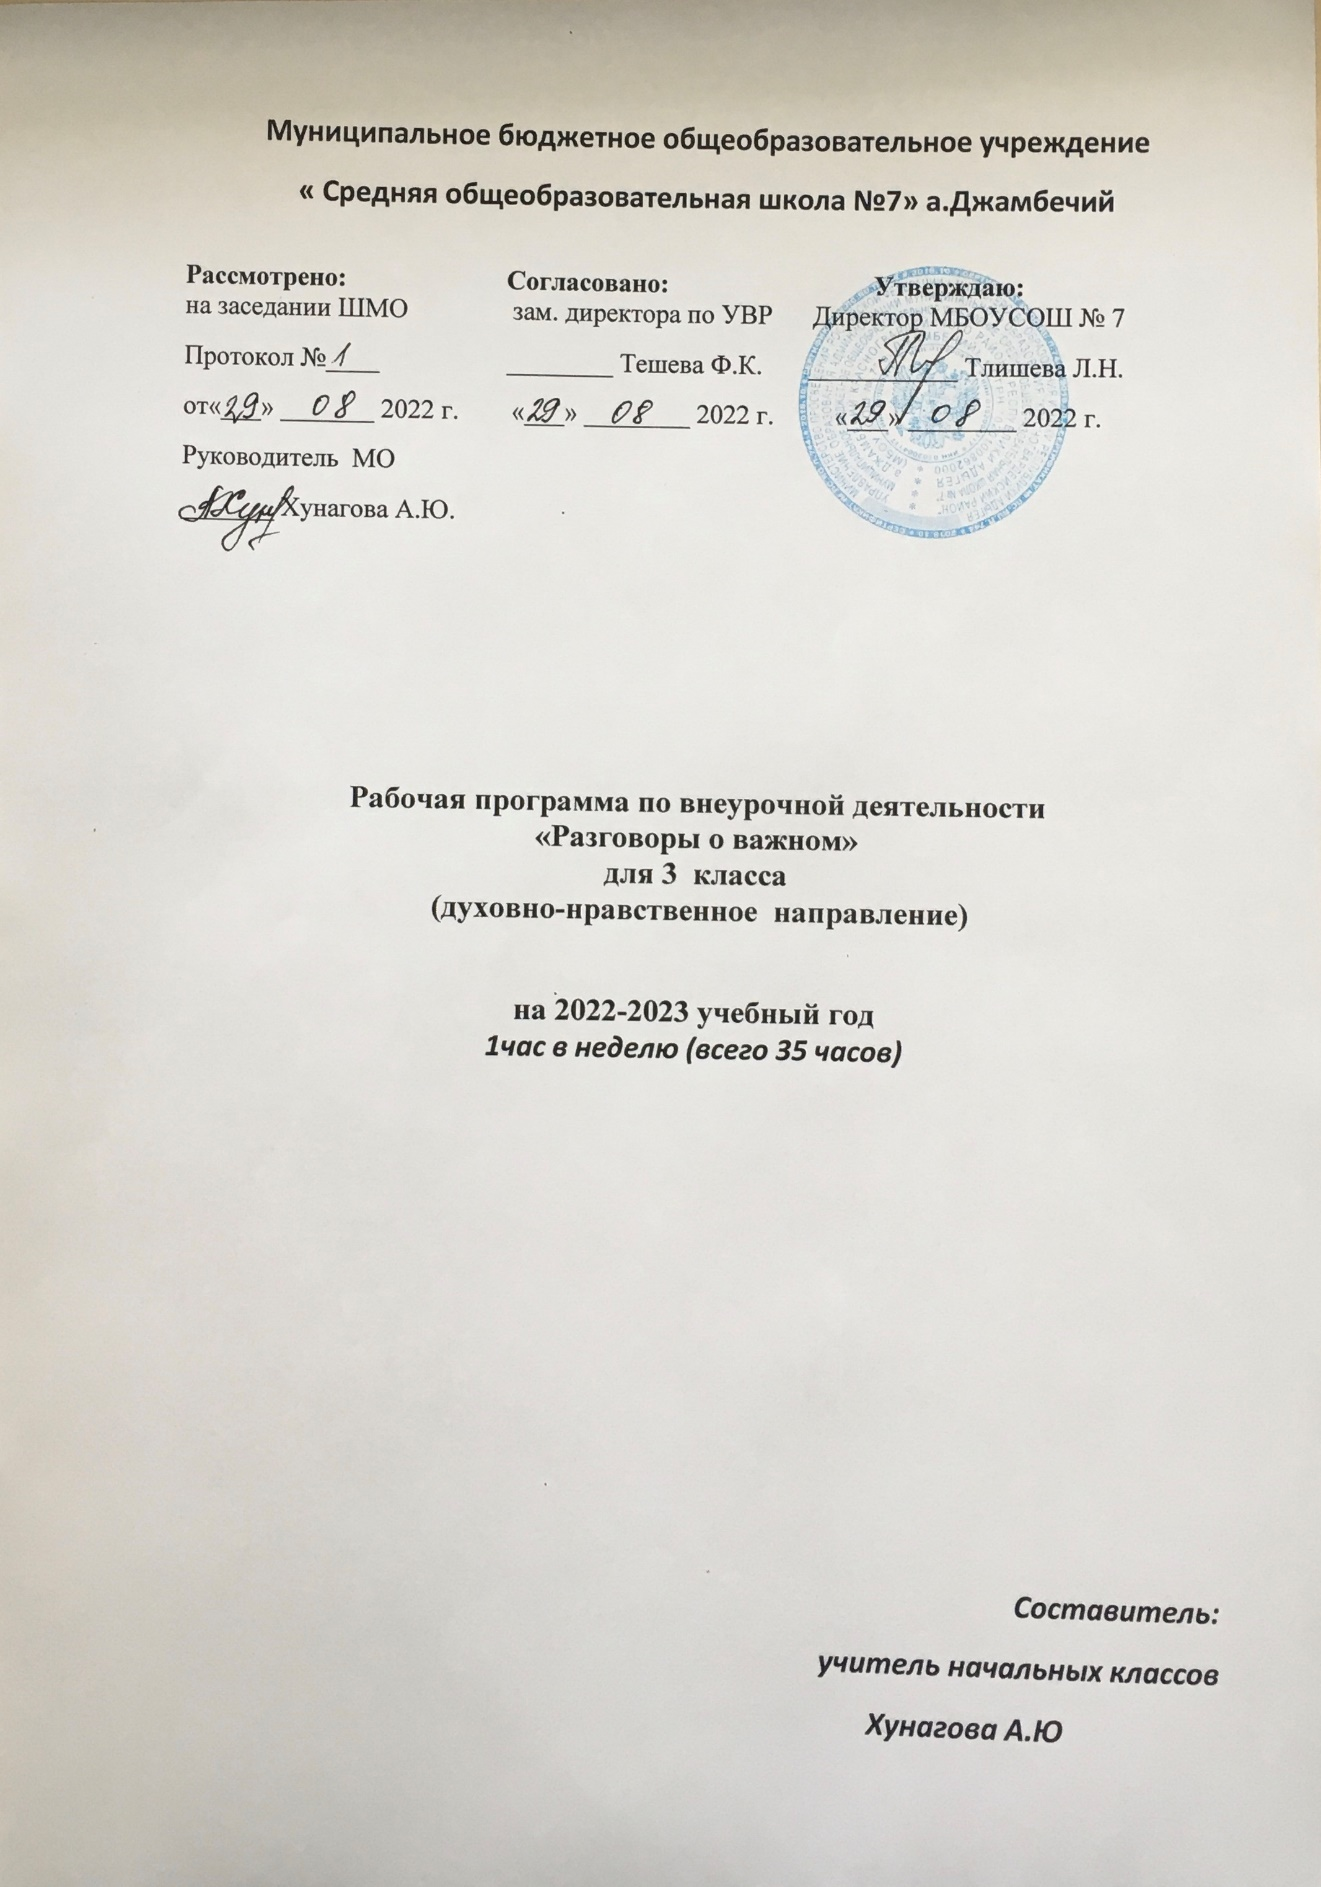 Муниципальное бюджетное общеобразовательное учреждение
« Средняя общеобразовательная школа №7» а.Джамбечий
Рассмотрено:
на заседании ШМО
Протокол № 1
от«29» 08 2022 г.
Руководитель МО
Хунагова А.Ю.
Согласовано:
зам. директора по УВР
_________ Тешева Ф.К.
«29» 08 2022 г.
Утверждаю:
Директор МБОУСОШ № 7
Тлишева Л.Н.
«29» 08 2022 г.
Рабочая программа по внеурочной деятельности
«Разговоры о важном»
для 3 класса
(духовно-нравственное направление)
на 2022-2023 учебный год
1час в неделю (всего 35 часов)
Составитель:
учитель начальных классов
Хунагова А.Ю